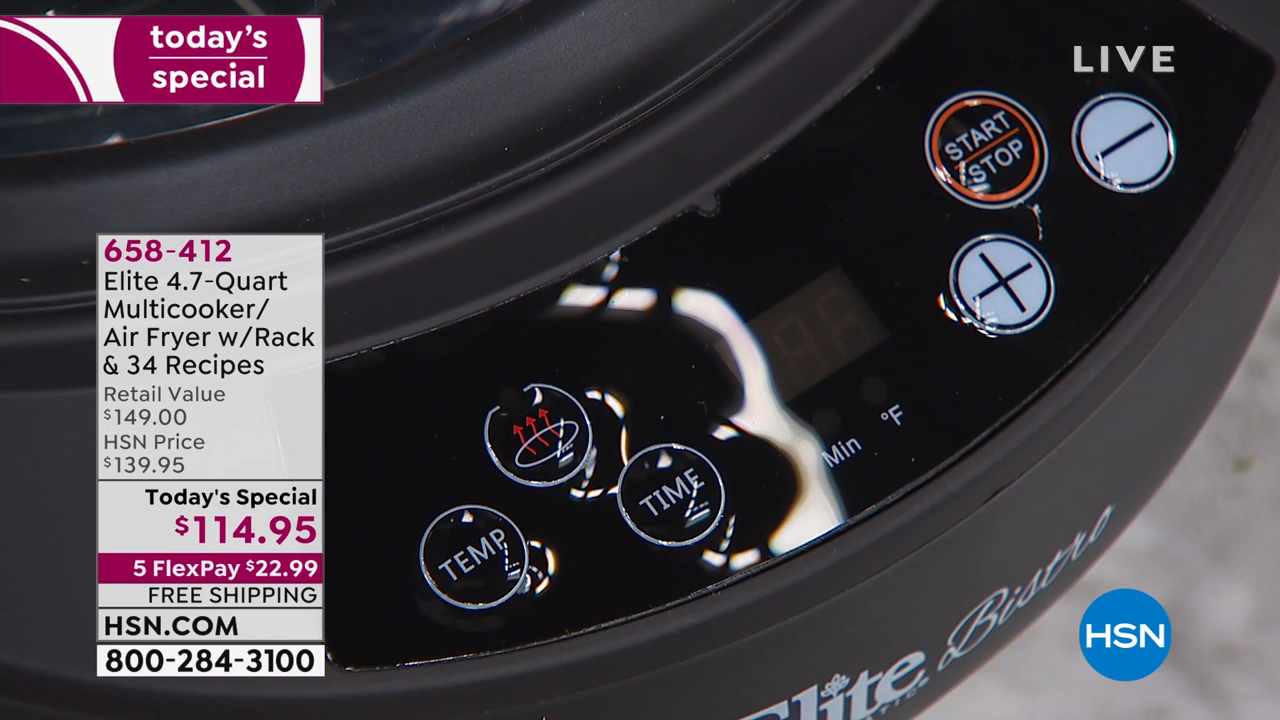 today's
special
LIVE
658-412
Elite 4.7-Quart
Multicooker/
Air Fryer w/Rack
& 34 Recipes
Retail Value
$149.00
HSN Price
$139.95
Today's Special
$114.95
5 FlexPay $22.99
FREE SHIPPING
HSN.COM
800-284-3100
START
STOP
TIME
TEMP
Min °F
Elite Bistro
HSN